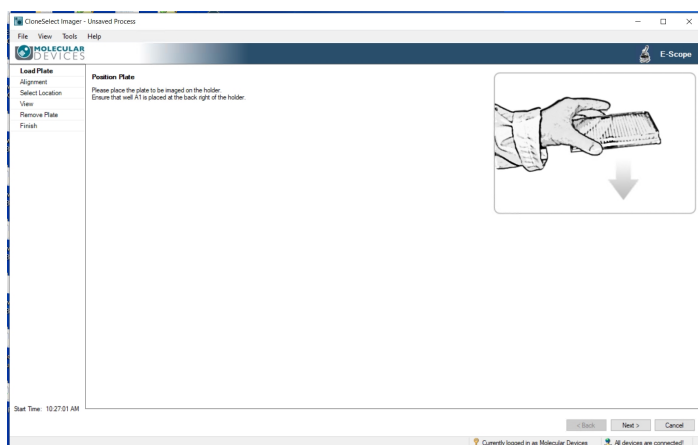 CloneSelect Imager - Unsaved Process
File View Tools Help
MOLECULAR
DEVICES
E-Scope
Load Plate
Alignment
Select Location
View
Remove Plate
Finish
Position Plate
Please place the plate to be imaged on the holder.
Ensure that well A1 is placed at the back right of the holder.
Start Time: 10:27:01 AM
< Back Next > Cancel
Currently logged in as Molecular Devices All devices are connected!